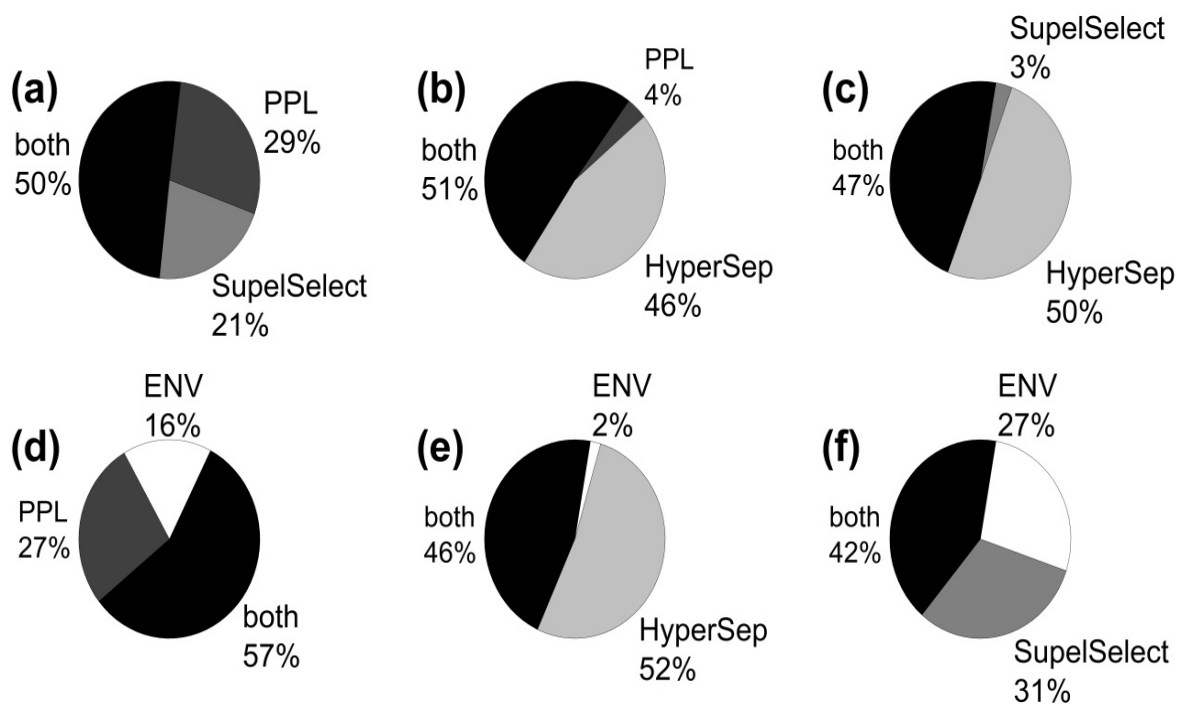 (a)
both
50%
PPL
29%
SupelSelect
21%
(b)
both
51%
PPL
4%
HyperSep
46%
(c)
both
47%
SupelSelect
3%
HyperSep
50%
(d)
ENV
16%
PPL
27%
both
57%
(e)
both
46%
ENV
2%
HyperSep
52%
(f)
both
42%
ENV
27%
SupelSelect
31%